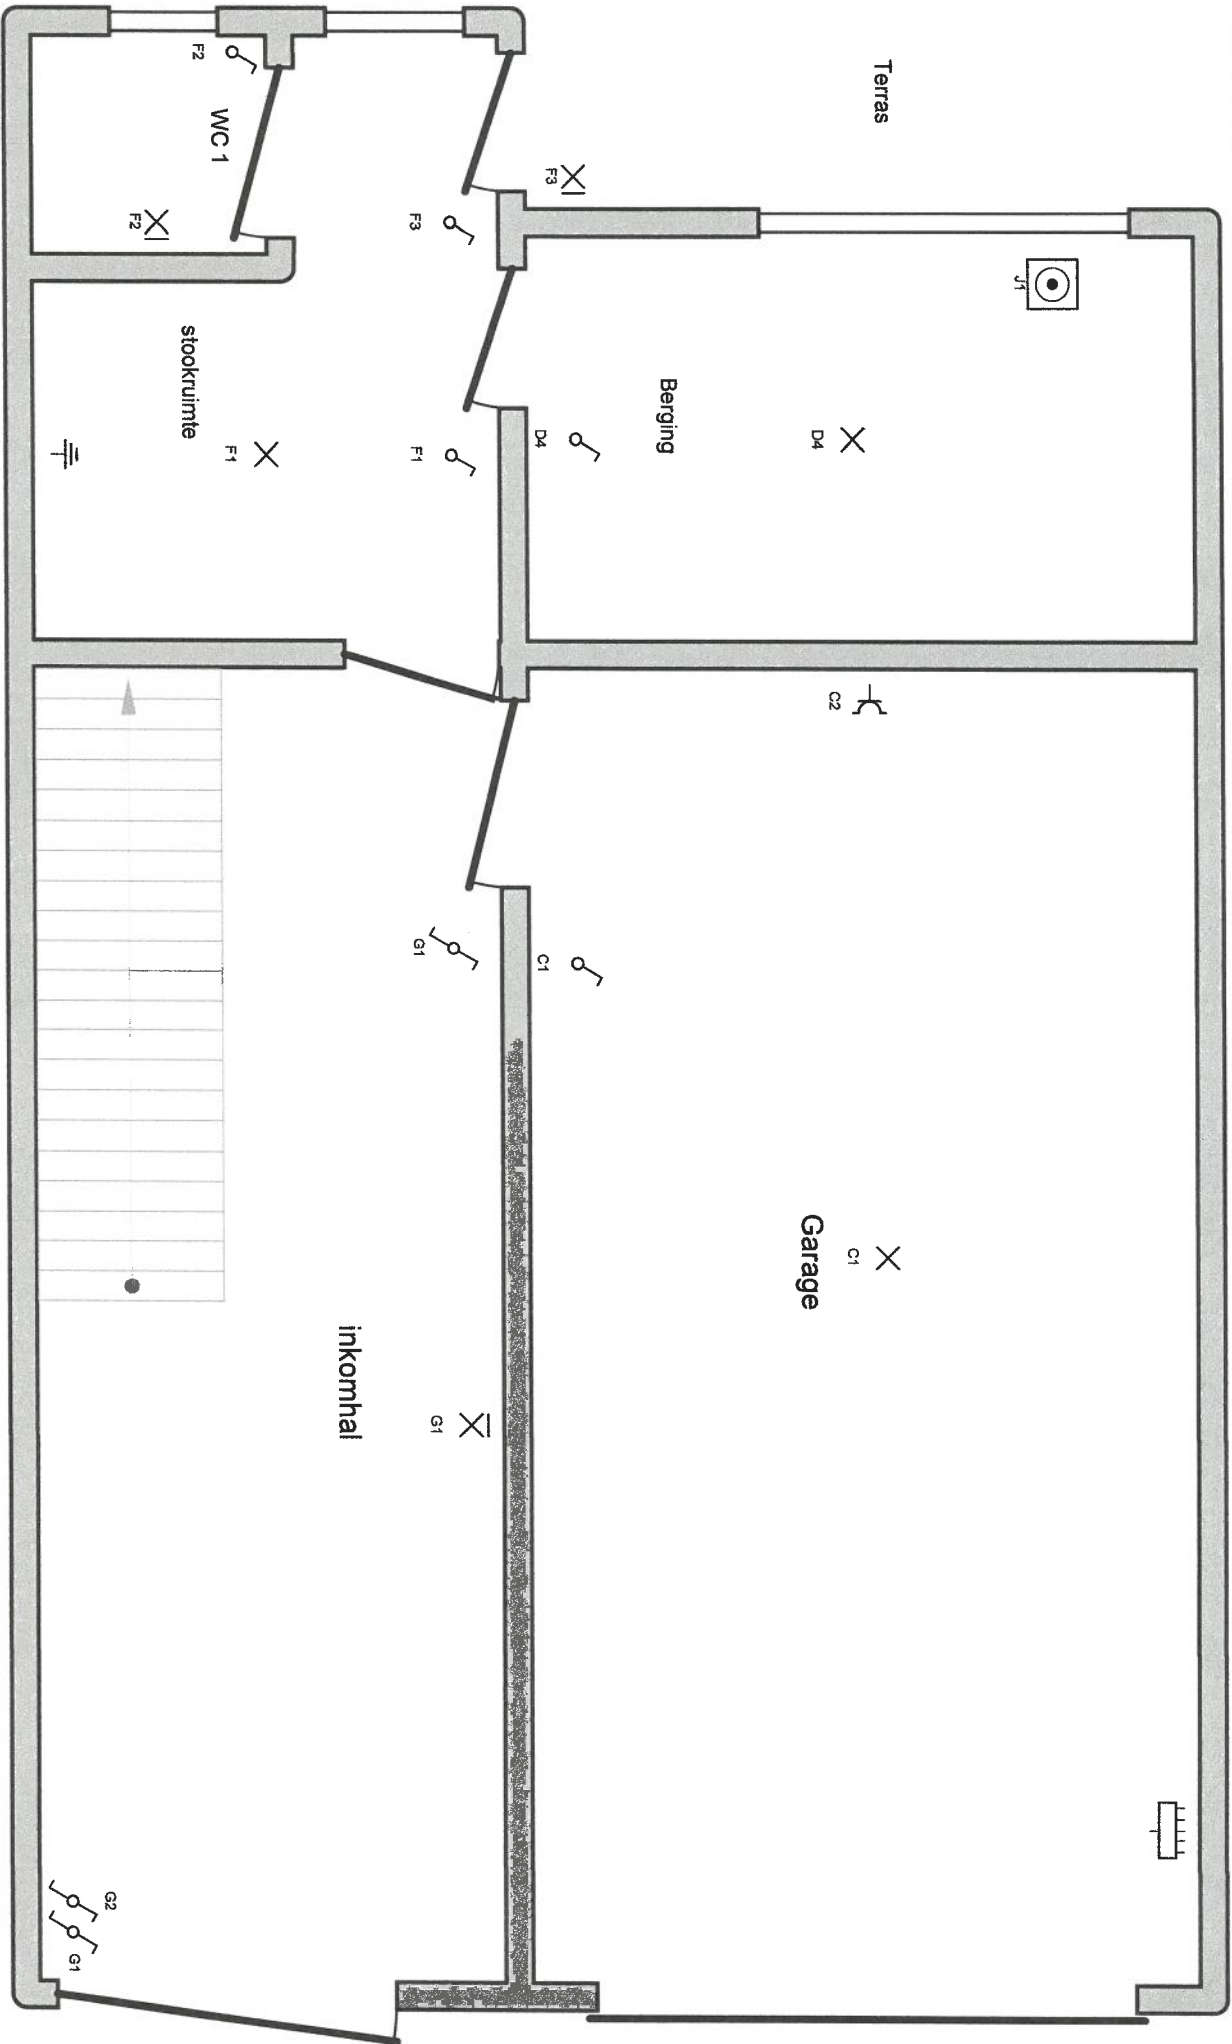 Terras
F2
WC 1
F2
F3
F3
J1
stookruimte
F1
F1
D4
Berging
D4
C2
G1
C1
Garage
C1
inkomhal
G1
G2
G1